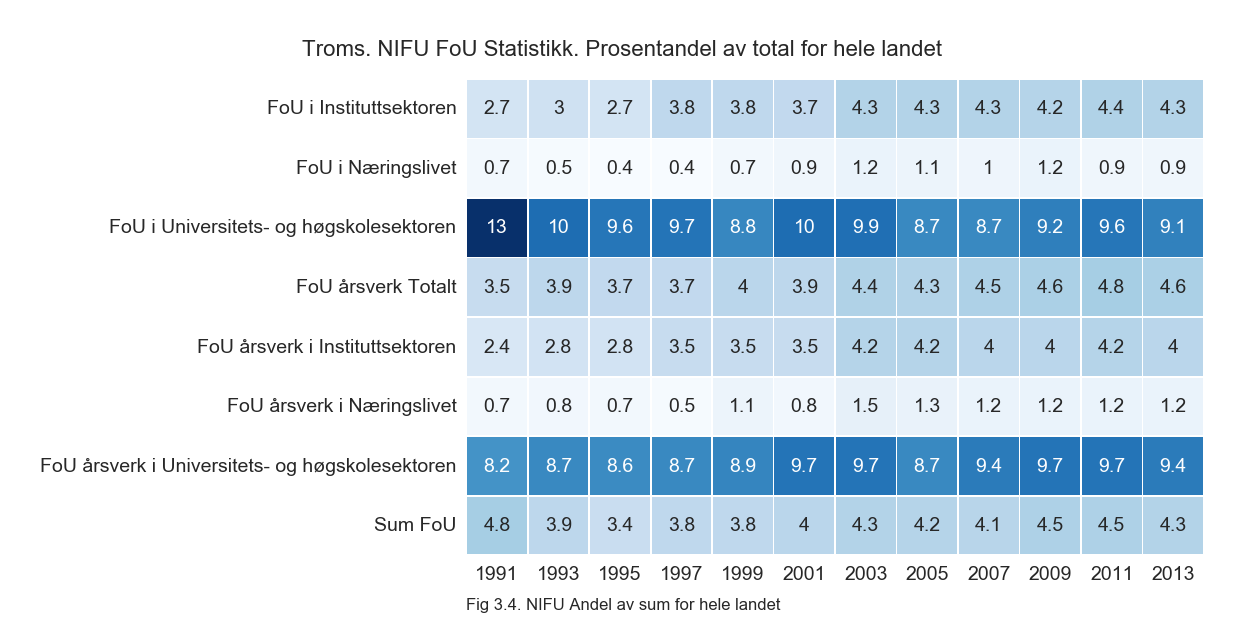 Troms. NIFU FoU Statistikk. Prosentandel av total for hele landet
FoU i Instituttsektoren 2.7 3 2.7 3.8 3.8 3.7 4.3 4.3 4.3 4.2 4.4 4.3
FoU i Næringslivet 0.7 0.5 0.4 0.4 0.7 0.9 1.2 1.1 1 1.2 0.9 0.9
FoU i Universitets- og høgskolesektoren 13 10 9.6 9.7 8.8 10 9.9 8.7 8.7 9.2 9.6 9.1
FoU årsverk Totalt 3.5 3.9 3.7 3.7 4 3.9 4.4 4.3 4.5 4.6 4.8 4.6
FoU årsverk i Instituttsektoren 2.4 2.8 2.8 3.5 3.5 3.5 4.2 4.2 4 4 4.2 4
FoU årsverk i Næringslivet 0.7 0.8 0.7 0.5 1.1 0.8 1.5 1.3 1.2 1.2 1.2 1.2
FoU årsverk i Universitets- og høgskolesektoren 8.2 8.7 8.6 8.7 8.9 9.7 9.7 8.7 9.4 9.7 9.7 9.4
Sum FoU 4.8 3.9 3.4 3.8 3.8 4 4.3 4.2 4.1 4.5 4.5 4.3
1991 1993 1995 1997 1999 2001 2003 2005 2007 2009 2011 2013
Fig 3.4. NIFU Andel av sum for hele landet